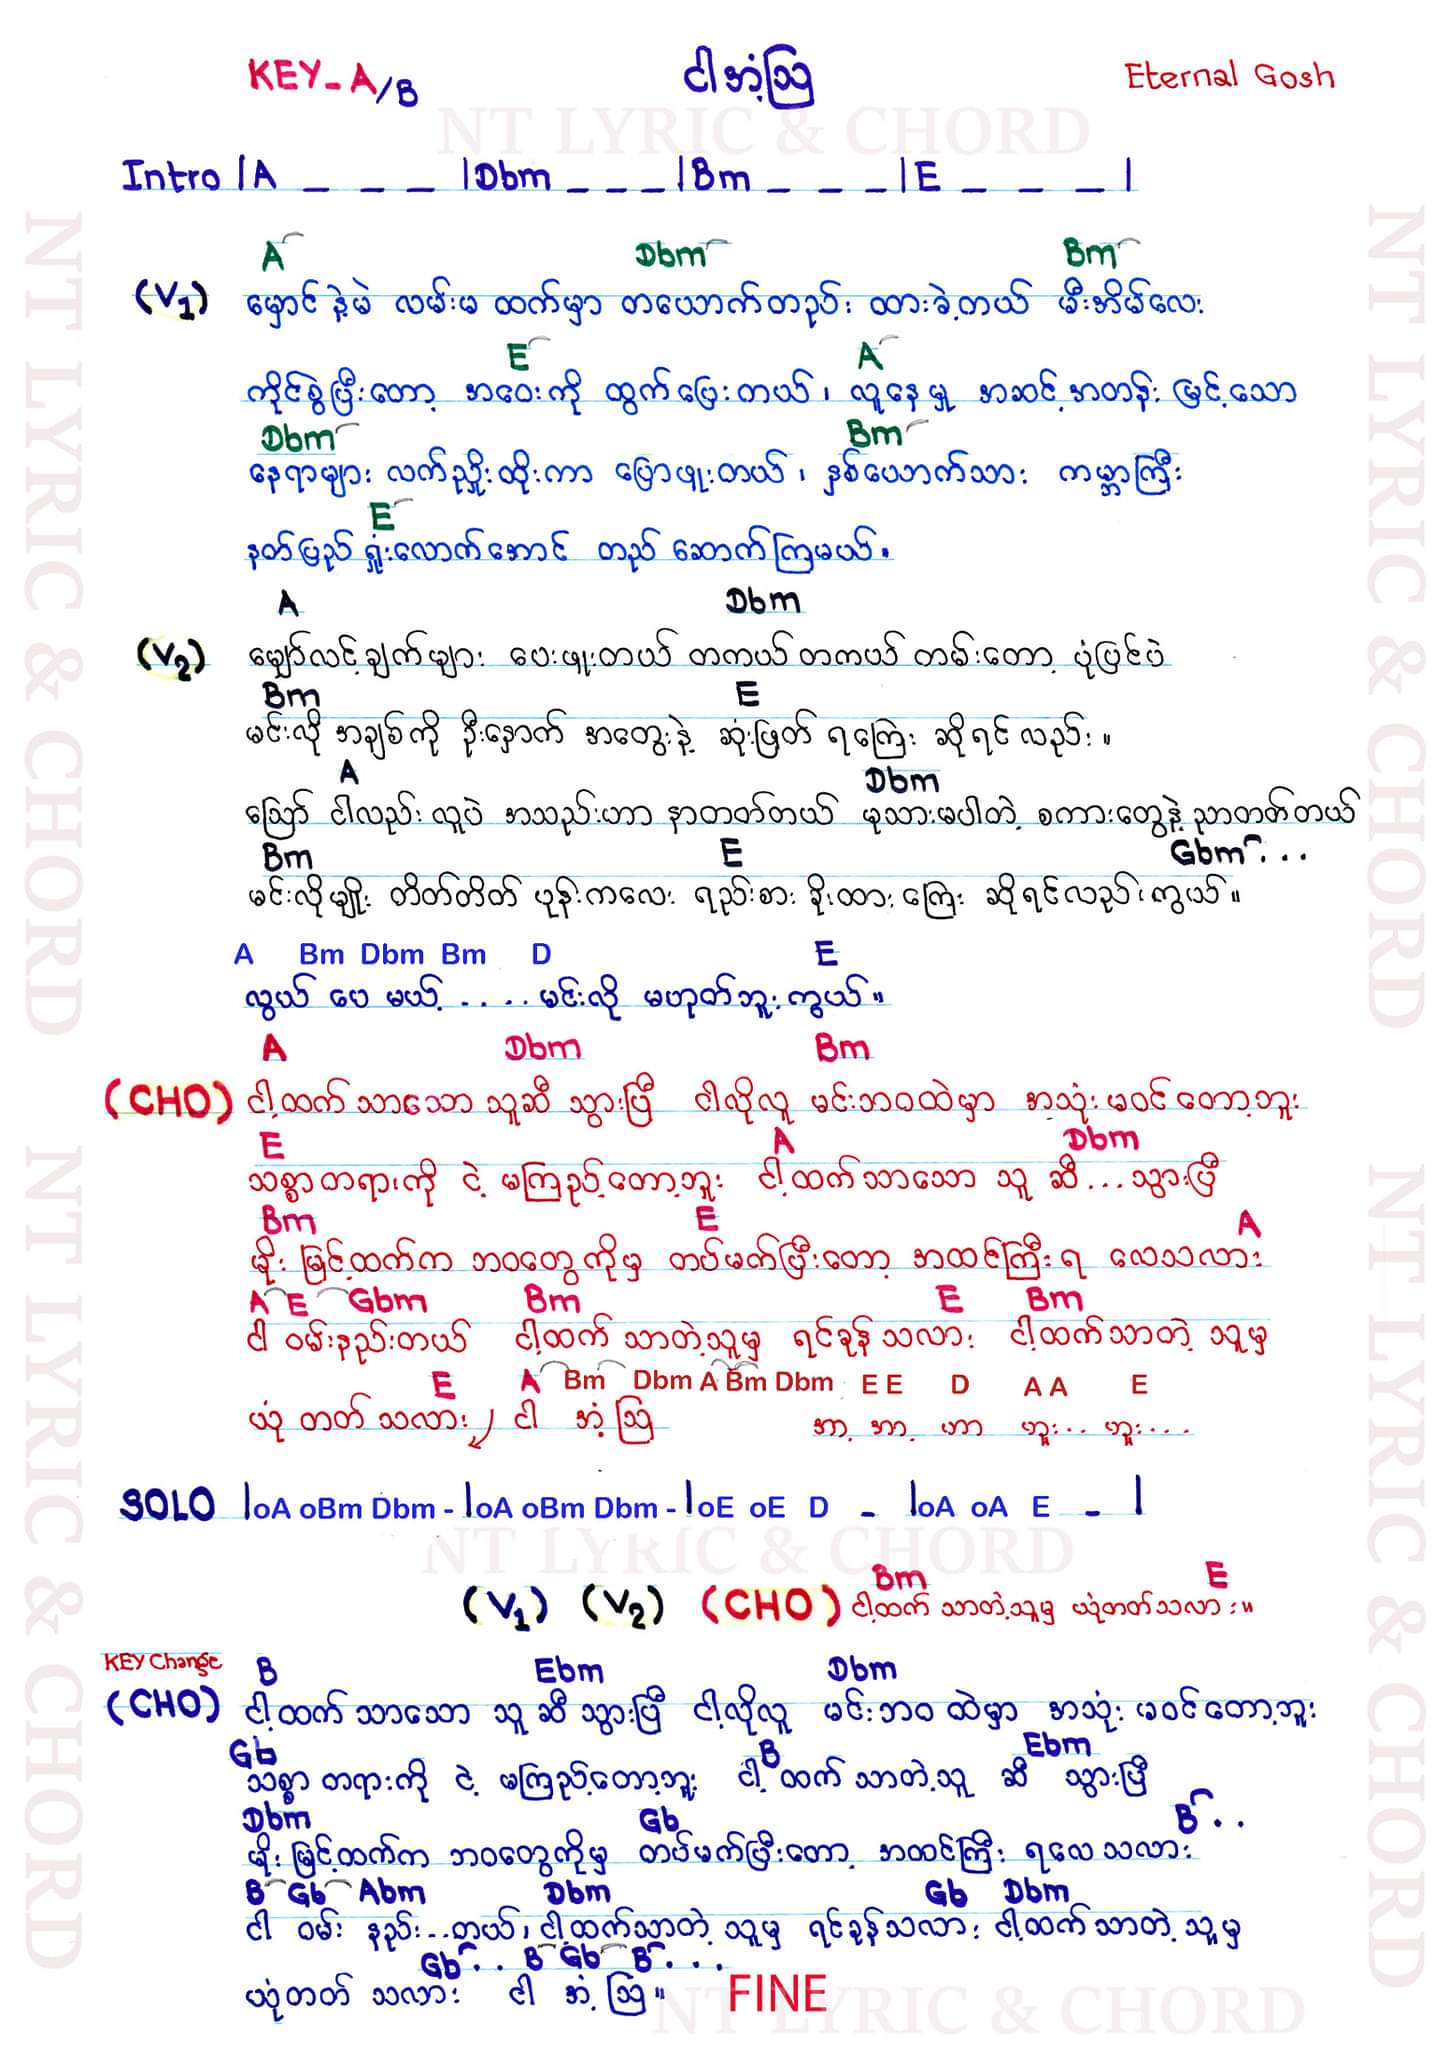 KEY - A/B ငါအံ့ဩ Eternal Gosh
NT LYRIC & CHORD
Intro |A _ _ _ |Dbm _ _ _ |Bm _ _ _ |E _ _ _ |
A Dbm Bm
(V1) မှောင်နဲ့မဲ လမ်းမ ထက်မှာ တယောက်တည်း ထားခဲ့တယ် မီးအိမ်လေး
E A
ကိုင်စွဲပြီးတော့ အဝေးကို ထွက်ပြေးတယ်၊ လူနေမှု အဆင့်အတန်း မြင့်သော
Dbm Bm
နေရာများ လက်ညှိုးထိုးကာ ပြောဖူးတယ်၊ နှစ်ယောက်သား ကမ္ဘာကြီး
E
နတ်ပြည် ရှုံးလောက်အောင် တည်ဆောက်ကြမယ်။
A Dbm
(V2) မျှော်လင့်ချက်များ ပေးဖူးတယ် တကယ်တကယ် တမ်းတော့ ပုံပြင်ပဲ
Bm E
မင်းလို အချစ်ကို ဦးနှောက် အတွေးနဲ့ ဆုံးဖြတ် ရကြေး ဆိုရင်လည်း။
A Dbm
ဩော် ငါလည်း လူပဲ အသည်းဟာ နာတတ်တယ် မုသားမပါတဲ့ စကားတွေနဲ့ ညာတတ်တယ်
Bm E Gbm...
မင်းလိုမျိုး တိတ်တိတ် ပုန်းကလေး ရည်းစား ခိုးထား ကြေး ဆိုရင်လည်းကွယ်။
A Bm Dbm Bm D E
လွယ် ပေ မယ့် ..... မင်းလို မဟုတ်ဘူးကွယ်။
A Dbm Bm
(CHO) ငါ့ထက်သာသော သူဆီ သွားပြီ ငါလိုလူ မင်းဘဝထဲမှာ အသုံးမဝင်တော့ဘူး
E A Dbm
သစ္စာတရားကို ငဲ့ မကြည့်တော့ဘူး ငါ့ထက်သာသော သူ ဆီ...သွားပြီ
Bm E A
မိုး မြင့်ထက်က ဘဝတွေကိုမှ တပ်မက်ပြီးတော့ အထင်ကြီးရ လေသလား
A E Gbm Bm E Bm
ငါ ဝမ်းနည်းတယ် ငါ့ထက် သာတဲ့သူမှ ရင်ခုန်သလား ငါ့ထက်သာတဲ့ သူမှ
E A Bm Dbm A Bm Dbm E E D A A E
ယုံ တတ်သလား ငါ အံ့ ဩ အာ့ အာ့ ဟာ ဟူး... ဟူး....
SOLO |oA oBm Dbm - |oA oBm Dbm - |oE oE D - |oA oA E - |
NT LYRIC & CHORD
Bm E
(V1) (V2) (CHO) ငါ့ထက် သာတဲ့သူမှ ယုံတတ်သလား။
KEY Change B Ebm Dbm
(CHO) ငါ့ထက်သာသော သူဆီသွားပြီ ငါ့လိုလူ မင်းဘဝထဲမှာ အသုံးမဝင်တော့ဘူး
Gb B Ebm
သစ္စာတရားကို ငဲ့ မကြည့်တော့ဘူး ငါ့ထက်သာတဲ့သူ ဆီ သွားပြီ
Dbm Gb B..
မိုးမြင့်ထက်က ဘဝတွေကိုမှ တပ်မက်ပြီးတော့ အထင်ကြီး ရလေသလား
B Gb Abm Dbm Gb Dbm
ငါ ဝမ်း နည်း...တယ်၊ ငါ့ထက်သာတဲ့ သူမှ ရင်ခုန်သလား ငါ့ထက်သာတဲ့ သူမှ
Gb.. B Gb B...
ယုံတတ် သလား ငါ အံ့ ဩ။ FINE
NT LYRIC & CHORD
NT LYRIC & CHORD
NT LYRIC & CHORD
NT LYRIC & CHORD
NT LYRIC & CHORD